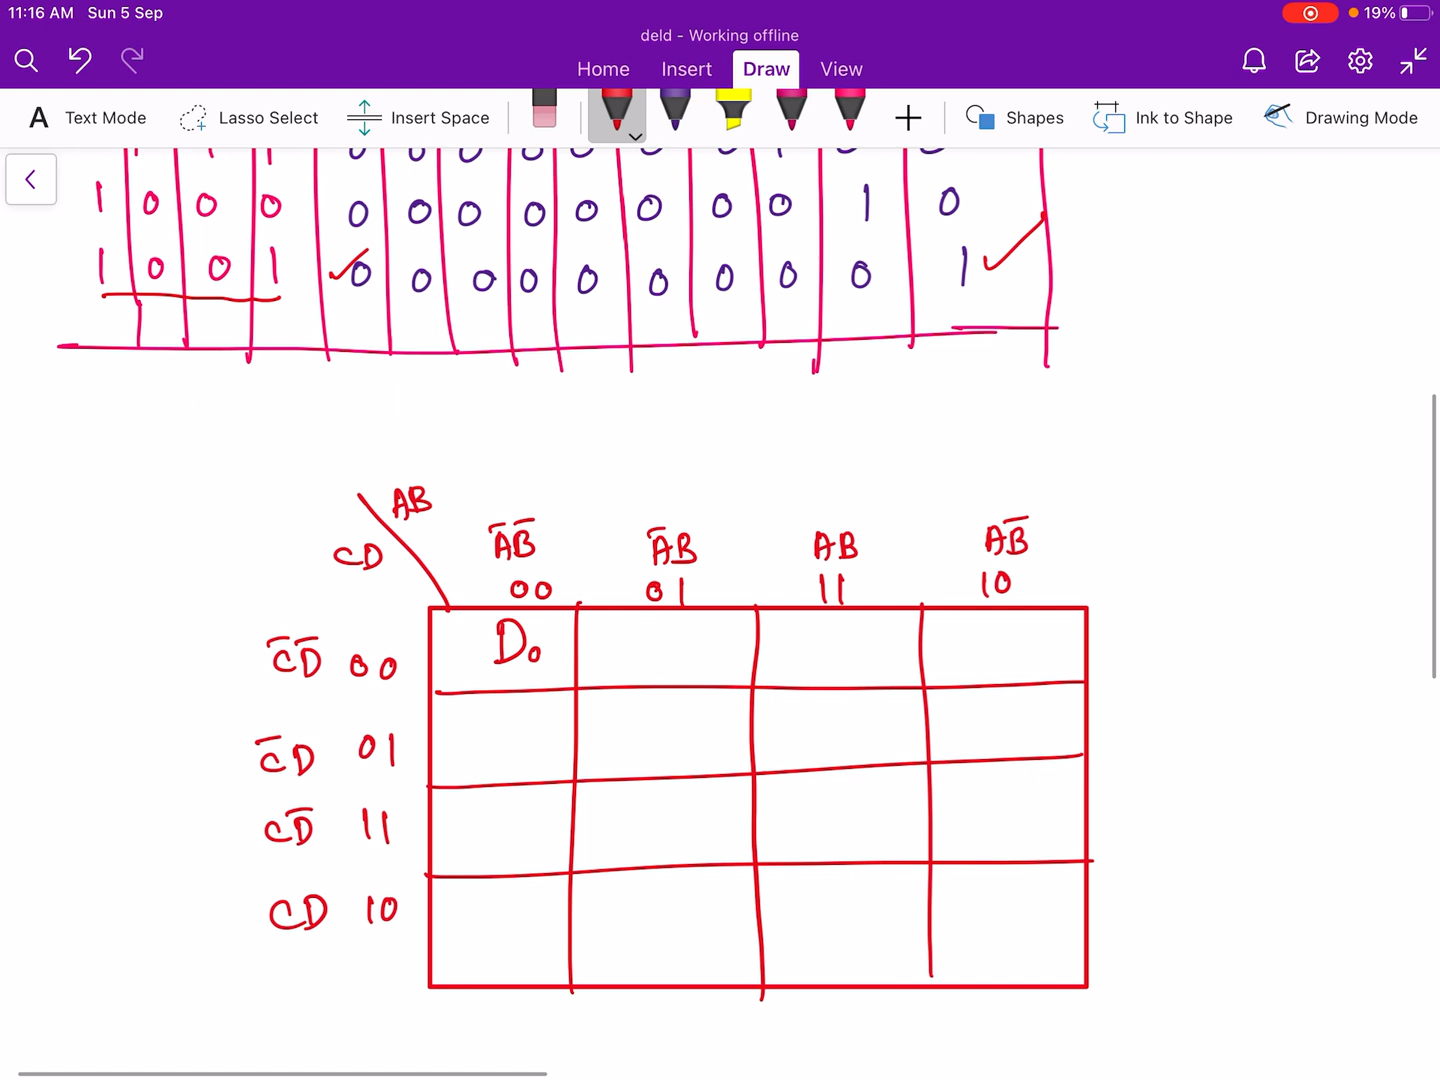 11:16 AM Sun 5 Sep 19%
deld - Working offline
Home Insert Draw View
A Text Mode Lasso Select Insert Space Shapes Ink to Shape Drawing Mode
1 0 0 0 0 0 0 0 0 0 0 0 1 0
1 0 0 1 0 0 0 0 0 0 0 0 0 1
AB
CD
A̅B̅ A̅B AB AB̅
00 01 11 10
C̅D̅ 00 D₀
C̅D 01
CD̅ 11
CD 10